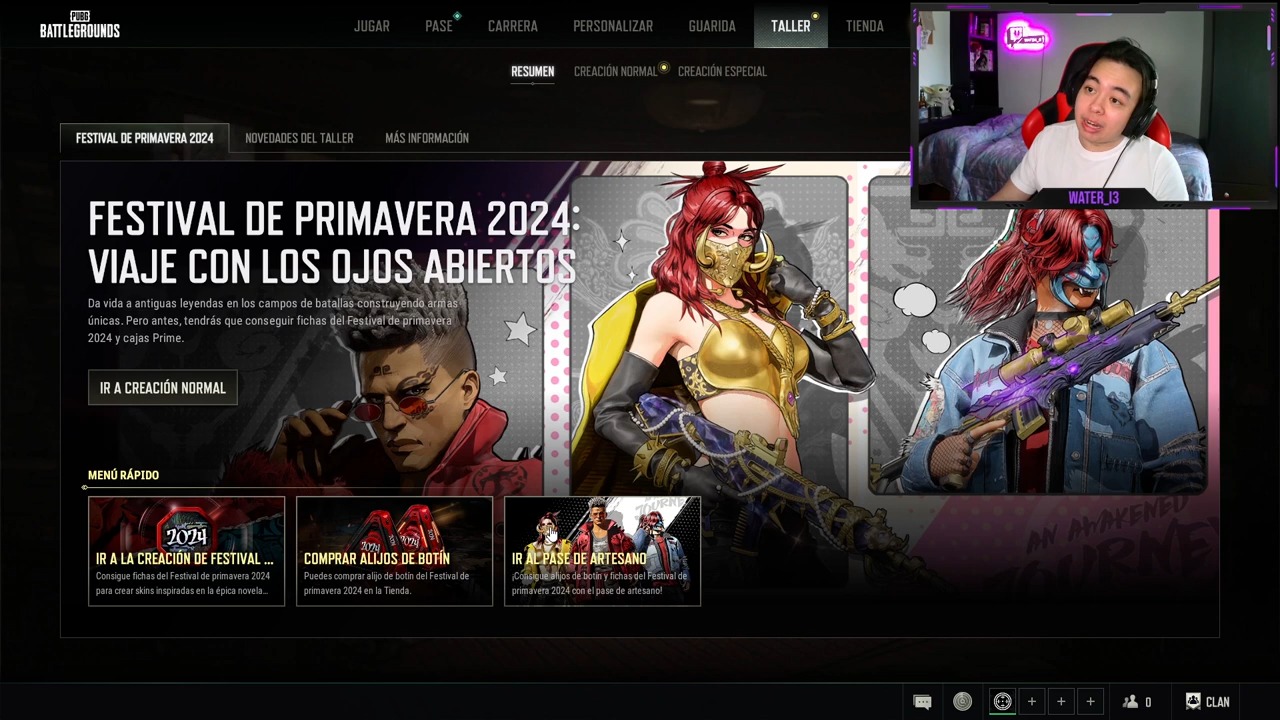 PUBG
BATTLEGROUNDS
JUGAR
PASE
CARRERA
PERSONALIZAR
GUARIDA
TALLER
TIENDA
RESUMEN
CREACIÓN NORMAL
CREACIÓN ESPECIAL
WATER_I3
FESTIVAL DE PRIMAVERA 2024
NOVEDADES DEL TALLER
MÁS INFORMACIÓN
FESTIVAL DE PRIMAVERA 2024:
VIAJE CON LOS OJOS ABIERTOS
Da vida a antiguas leyendas en los campos de batallas construyendo armas
únicas. Pero antes, tendrás que conseguir fichas del Festival de primavera
2024 y cajas Prime.
IR A CREACIÓN NORMAL
MENÚ RÁPIDO
2024
IR A LA CREACIÓN DE FESTIVAL ...
Consigue fichas del Festival de primavera 2024
para crear skins inspiradas en la épica novela...
2024
COMPRAR ALIJOS DE BOTÍN
Puedes comprar alijo de botín del Festival de
primavera 2024 en la Tienda.
IR AL PASE DE ARTESANO
¡Consigue alijos de botín y fichas del Festival de
primavera 2024 con el pase de artesano!
AN AWAKENED
JOURNEY
0
CLAN